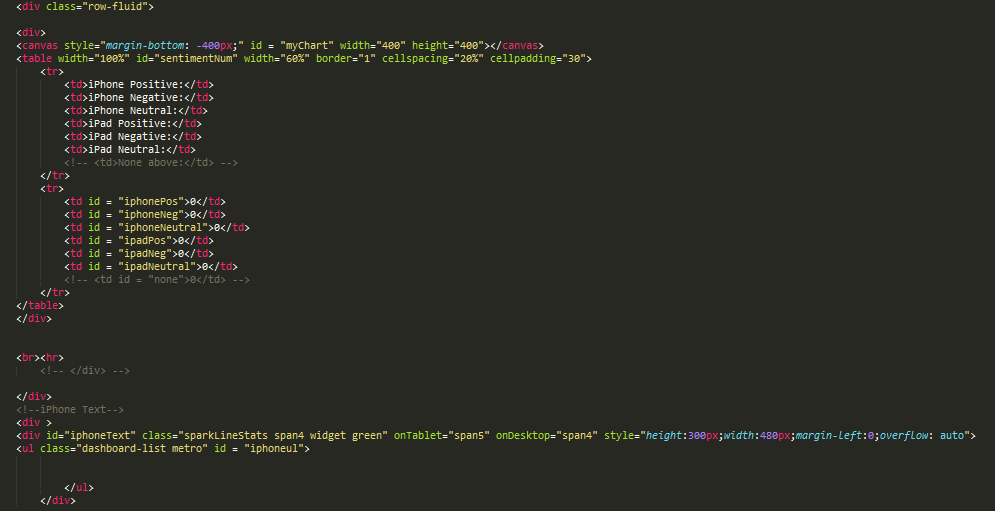 <div class="row-fluid">
<div>
<canvas style="margin-bottom: -400px;" id = "myChart" width="400" height="400"></canvas>
<table width="100%" id="sentimentNum" width="60%" border="1" cellspacing="20%" cellpadding="30">
<tr>
<td>iPhone Positive:</td>
<td>iPhone Negative:</td>
<td>iPhone Neutral:</td>
<td>iPad Positive:</td>
<td>iPad Negative:</td>
<td>iPad Neutral:</td>
<!-- <td>None above:</td> -->
</tr>
<tr>
<td id = "iphonePos">0</td>
<td id = "iphoneNeg">0</td>
<td id = "iphoneNeutral">0</td>
<td id = "ipadPos">0</td>
<td id = "ipadNeg">0</td>
<td id = "ipadNeutral">0</td>
<!-- <td id = "none">0</td> -->
</tr>
</table>
</div>
<br><hr>
<!-- </div> -->
</div>
<!--iPhone Text-->
<div >
<div id="iphoneText" class="sparkLineStats span4 widget green" onTablet="span5" onDesktop="span4" style="height:300px;width:480px;margin-left:0;overflow: auto">
<ul class="dashboard-list metro" id = "iphoneul">
</ul>
</div>